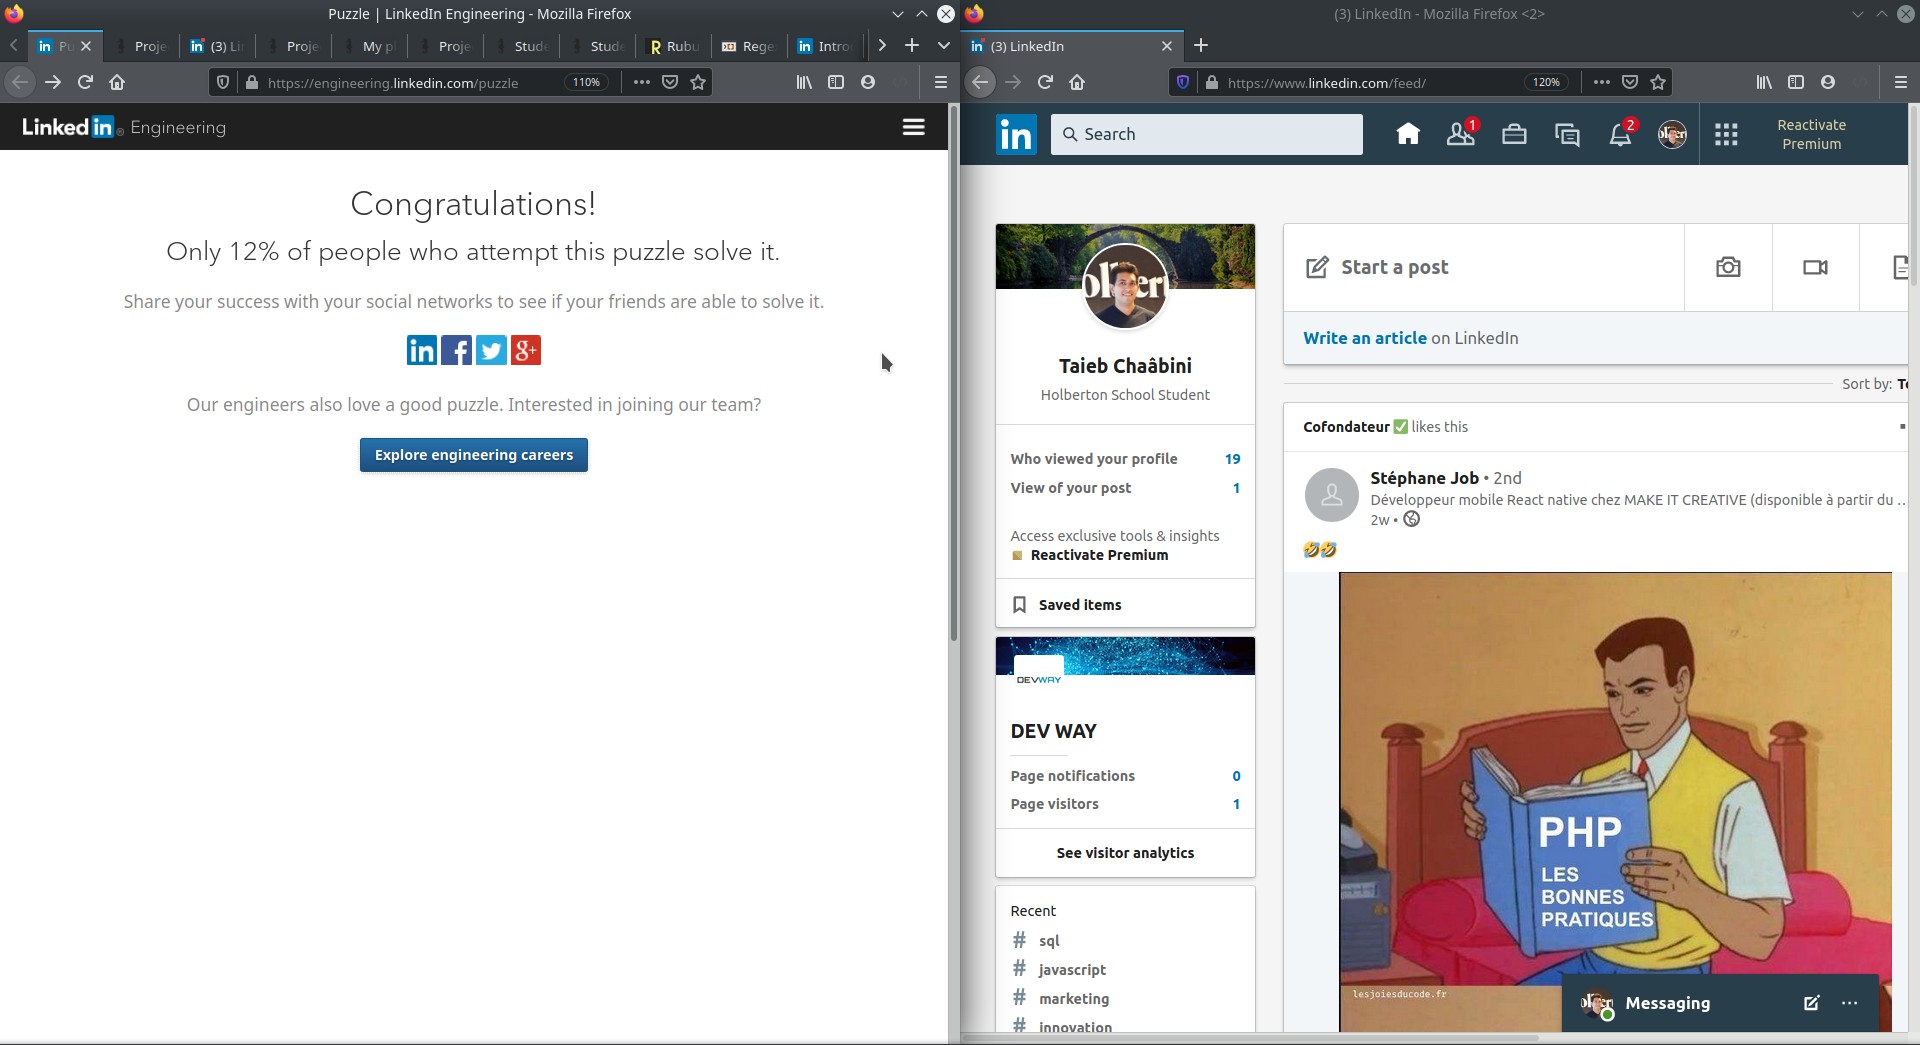 Puzzle | LinkedIn Engineering - Mozilla Firefox
Proje
(3) Li
Proje
My p
Proje
Stude
Stude
Rubu
Rege
Intro
https://engineering.linkedin.com/puzzle
110%
LinkedIn Engineering
Congratulations!
Only 12% of people who attempt this puzzle solve it.
Share your success with your social networks to see if your friends are able to solve it.
in f g+
Our engineers also love a good puzzle. Interested in joining our team?
Explore engineering careers
(3) LinkedIn - Mozilla Firefox <2>
(3) LinkedIn
https://www.linkedin.com/feed/
120%
in
Search
1
2
Reactivate
Premium
Taieb Chaâbini
Holberton School Student
Who viewed your profile 19
View of your post 1
Access exclusive tools & insights
Reactivate Premium
Saved items
DEVWAY
DEV WAY
Page notifications 0
Page visitors 1
See visitor analytics
Recent
# sql
# javascript
# marketing
# innovation
Start a post
Write an article on LinkedIn
Sort by:
Cofondateur ✅ likes this
Stéphane Job • 2nd
Développeur mobile React native chez MAKE IT CREATIVE (disponible à partir du ...
2w •
🤣🤣
PHP
LES
BONNES
PRATIQUES
lesjoiesducode.fr
Messaging